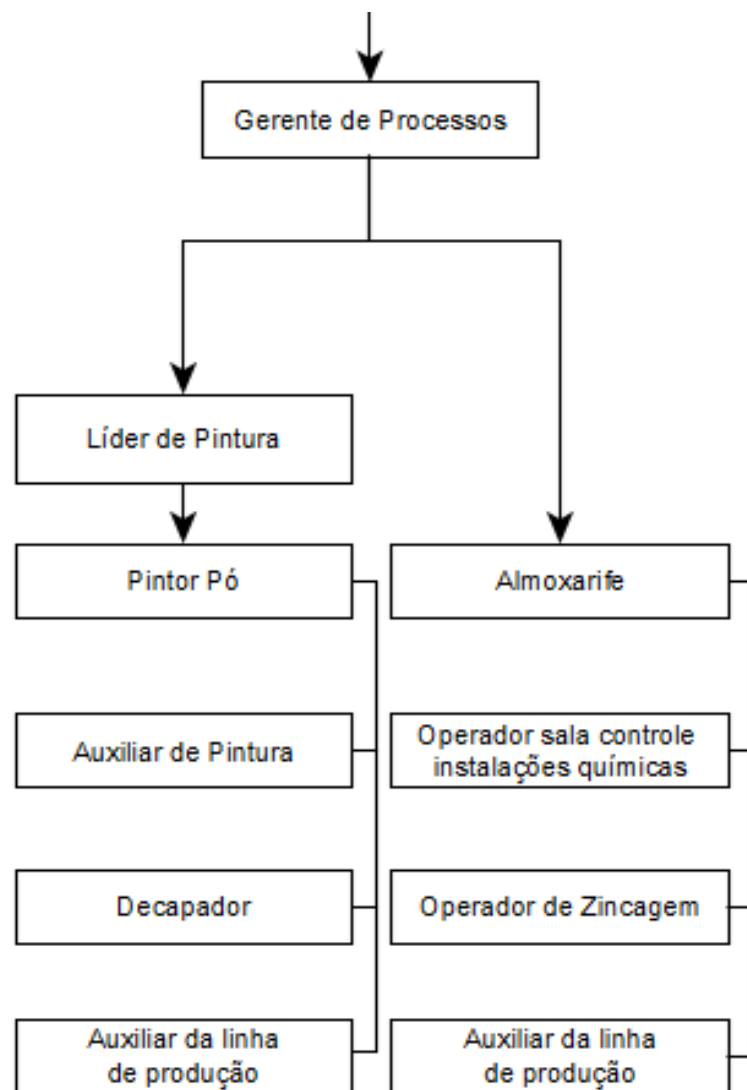 Gerente de Processos
Líder de Pintura
Pintor Pó
Almoxarife
Auxiliar de Pintura
Operador sala controle
instalações químicas
Decapador
Operador de Zincagem
Auxiliar da linha
de produção
Auxiliar da linha
de produção